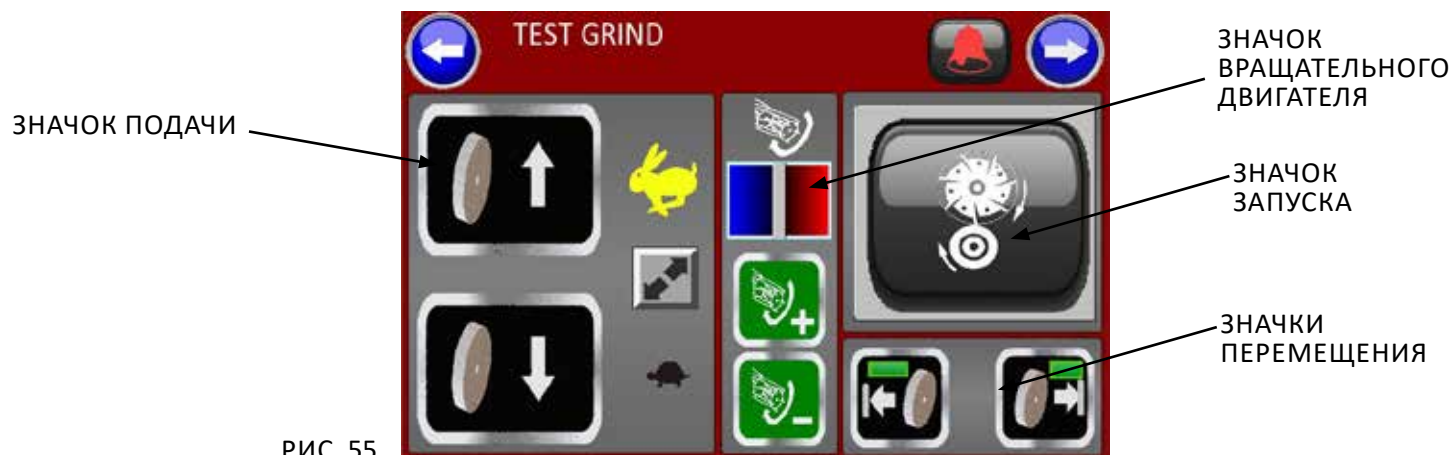 TEST GRIND
ЗНАЧОК
ВРАЩАТЕЛЬНОГО
ДВИГАТЕЛЯ
ЗНАЧОК ПОДАЧИ
ЗНАЧОК
ЗАПУСКА
ЗНАЧКИ
ПЕРЕМЕЩЕНИЯ
РИС. 55